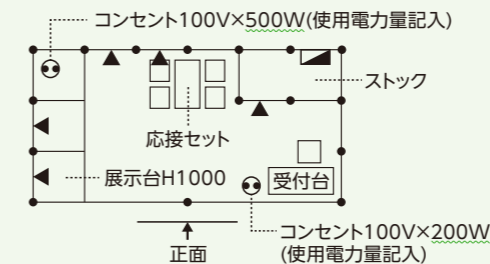 コンセント100V×500W(使用電力量記入)
ストック
応接セット
展示台H1000
受付台
コンセント100V×200W
(使用電力量記入)
正面